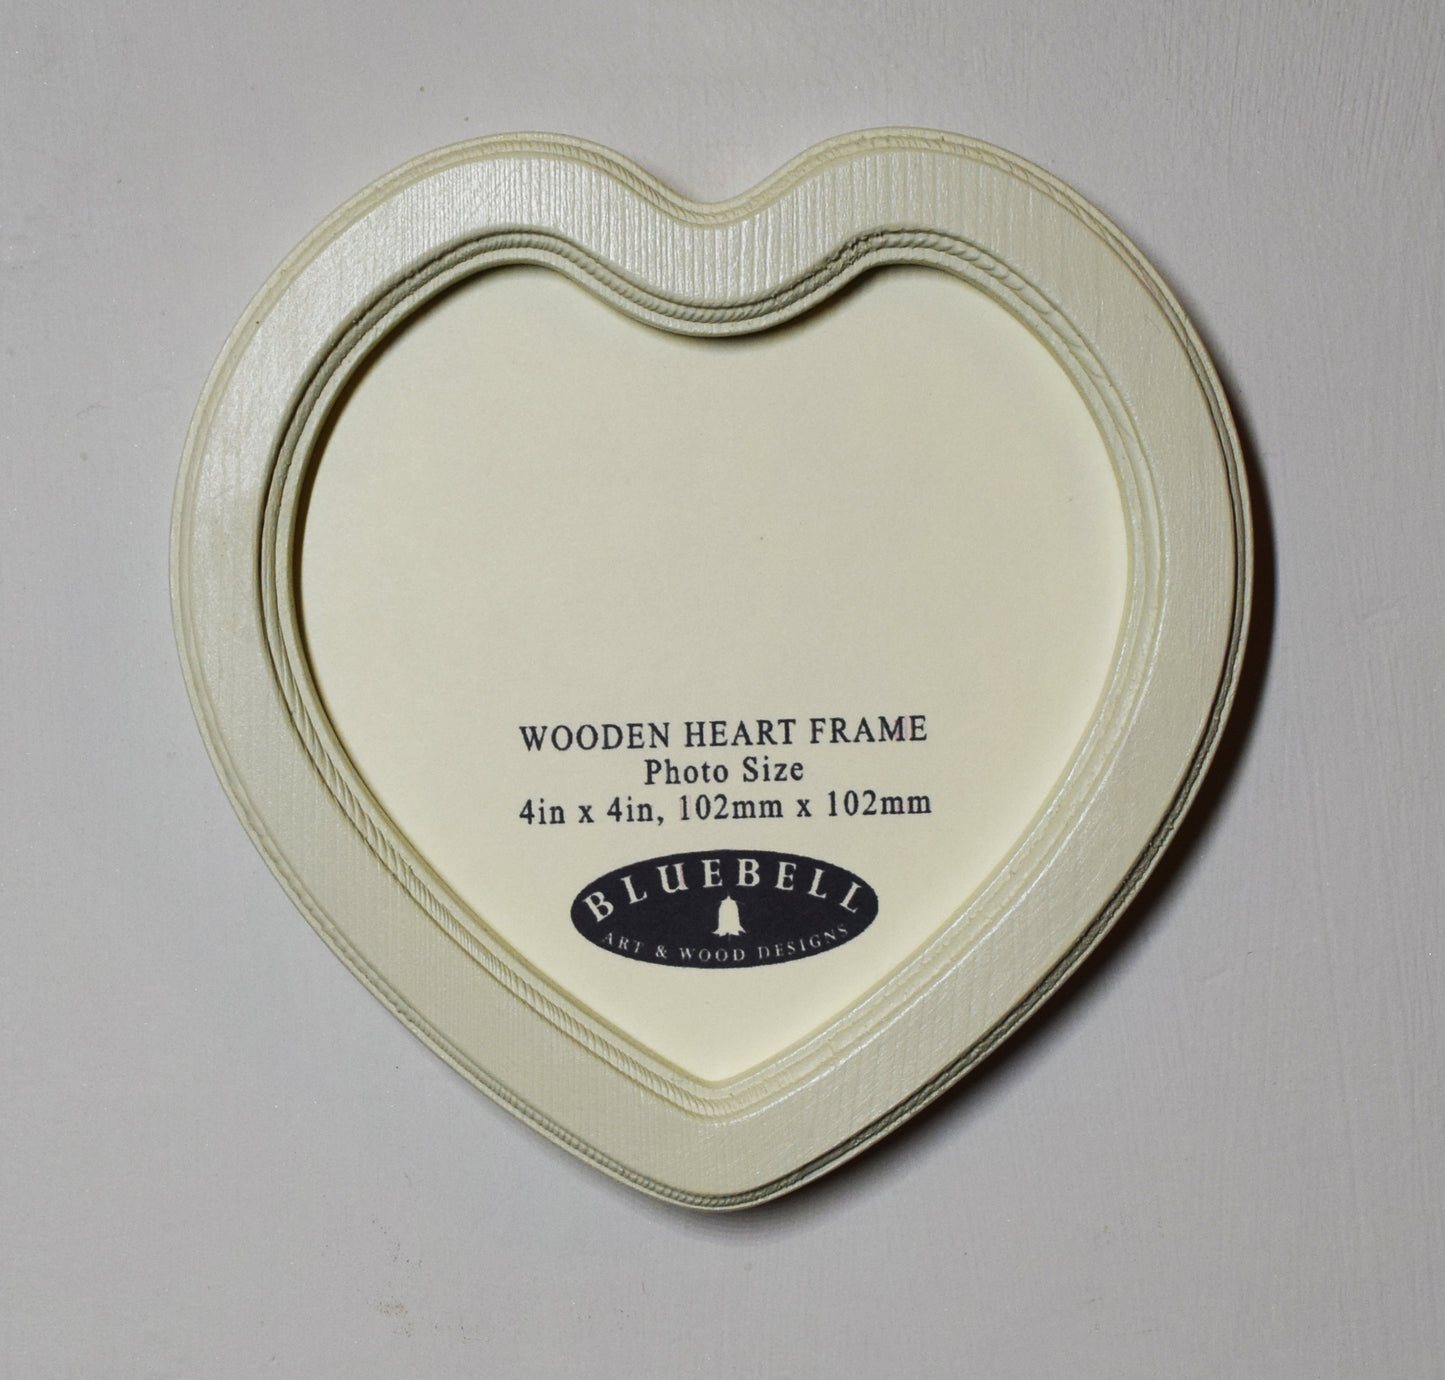 WOODEN HEART FRAME
Photo Size
4in x 4in, 102mm x 102mm
BLUEBELL
ART & WOOD DESIGNS